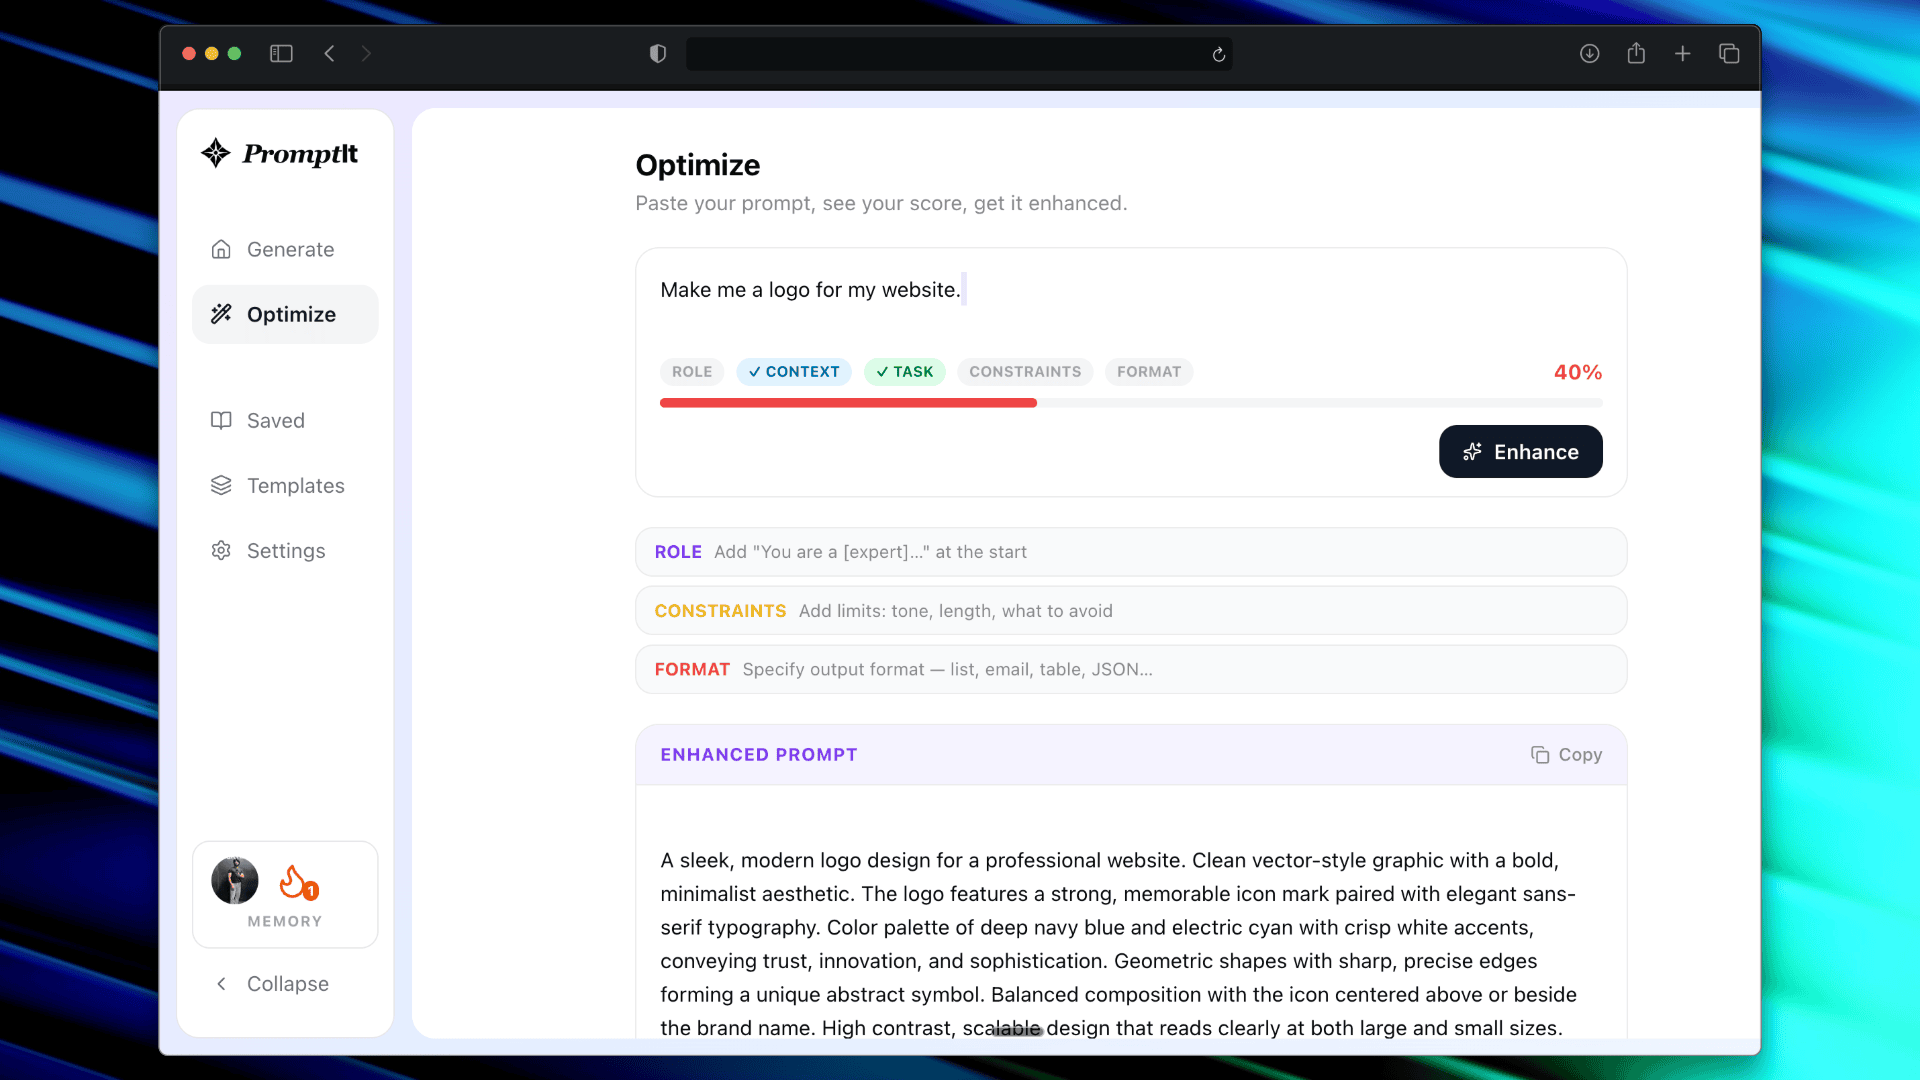 PromptIt
Generate
Optimize
Saved
Templates
Settings
1
MEMORY
Collapse
Optimize
Paste your prompt, see your score, get it enhanced.
Make me a logo for my website.
ROLE ✓ CONTEXT ✓ TASK CONSTRAINTS FORMAT 40%
Enhance
ROLE Add "You are a [expert]..." at the start
CONSTRAINTS Add limits: tone, length, what to avoid
FORMAT Specify output format — list, email, table, JSON...
ENHANCED PROMPT Copy
A sleek, modern logo design for a professional website. Clean vector-style graphic with a bold,
minimalist aesthetic. The logo features a strong, memorable icon mark paired with elegant sans-
serif typography. Color palette of deep navy blue and electric cyan with crisp white accents,
conveying trust, innovation, and sophistication. Geometric shapes with sharp, precise edges
forming a unique abstract symbol. Balanced composition with the icon centered above or beside
the brand name. High contrast, scalable design that reads clearly at both large and small sizes.